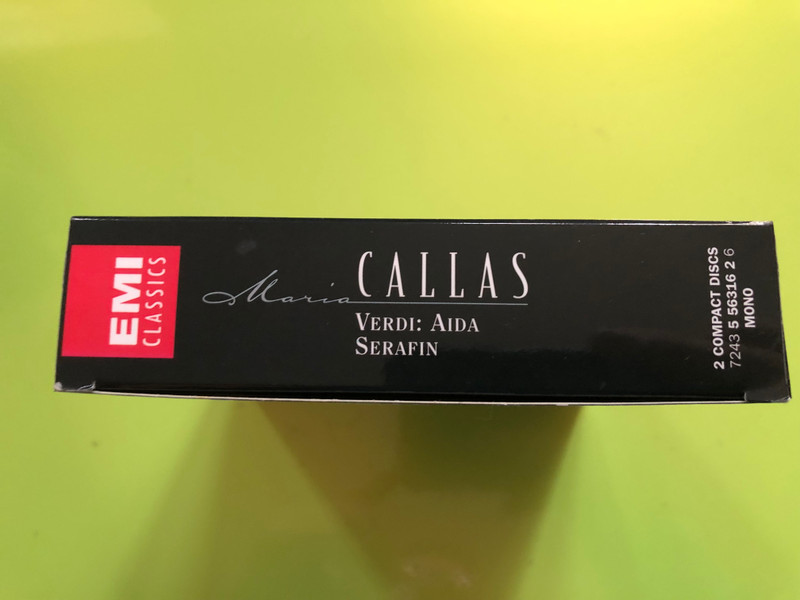 EMI
CLASSICS
Maria CALLAS
VERDI: AIDA
SERAFIN
2 COMPACT DISCS
7243 5 56316 2 6
MONO